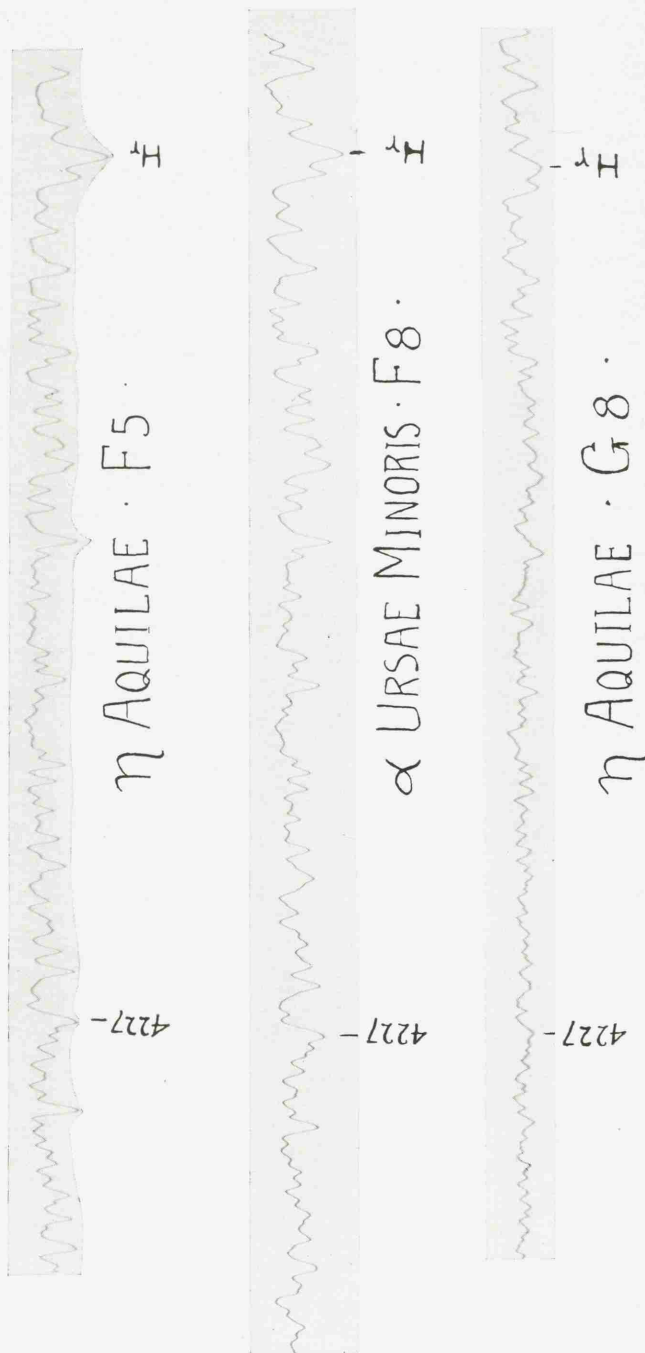 Hγ
4227
η AQUILAE · F5 ·
Hγ
4227
α URSAE MINORIS · F8 ·
Hγ
4227
η AQUILAE · G8 ·